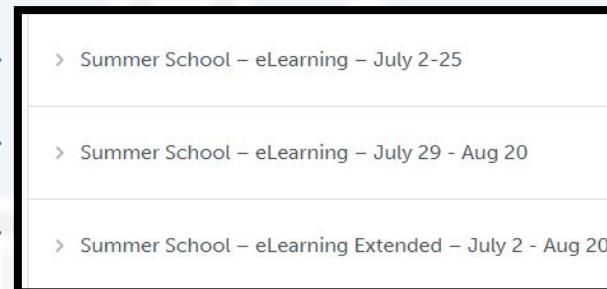 Summer School – eLearning – July 2-25
Summer School – eLearning – July 29 - Aug 20
Summer School – eLearning Extended – July 2 - Aug 20